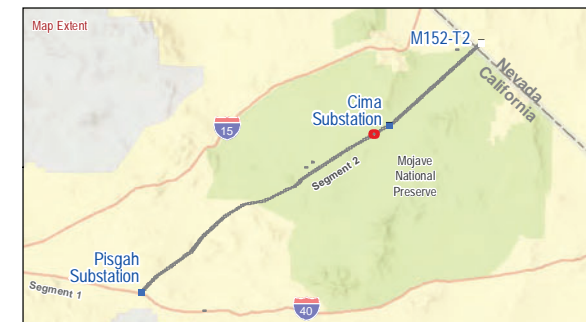 Map Extent
M152-T2
Nevada
California
Cima
Substation
15
Segment 2
Mojave
National
Preserve
Pisgah
Substation
Segment 1
40